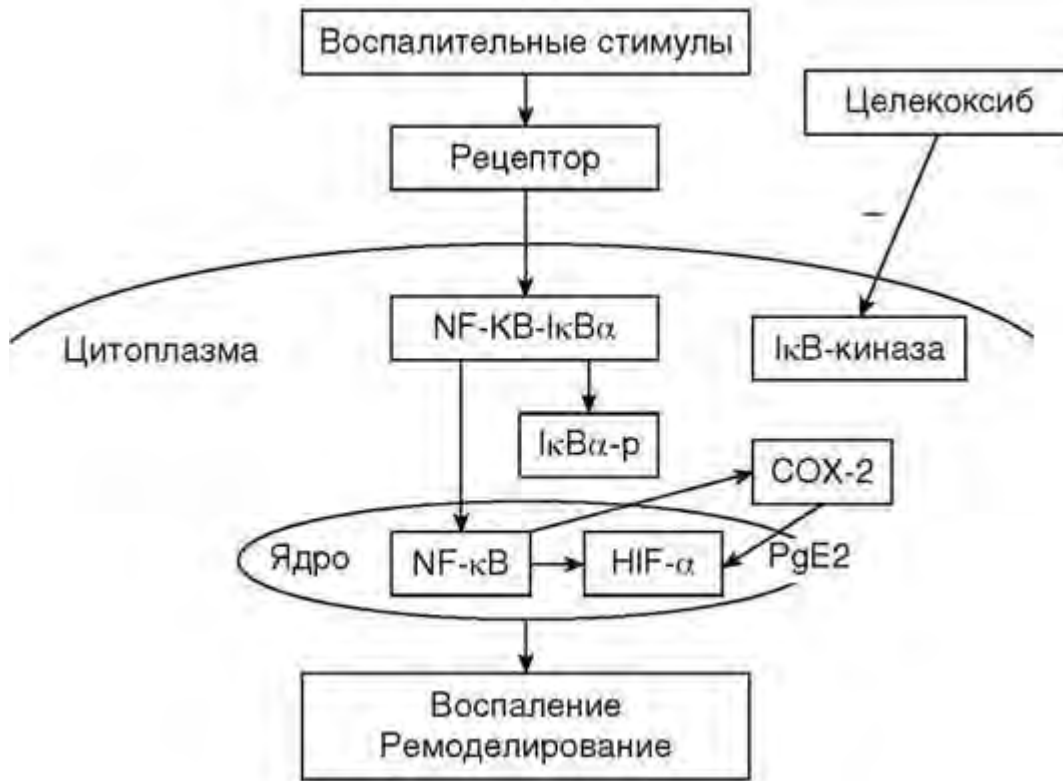 Воспалительные стимулы
Целекоксиб
Рецептор
–
NF-KB-IκBα
IκB-киназа
Цитоплазма
IκBα-p
COX-2
Ядро
NF-κB
HIF-α
PgE2
Воспаление
Ремоделирование